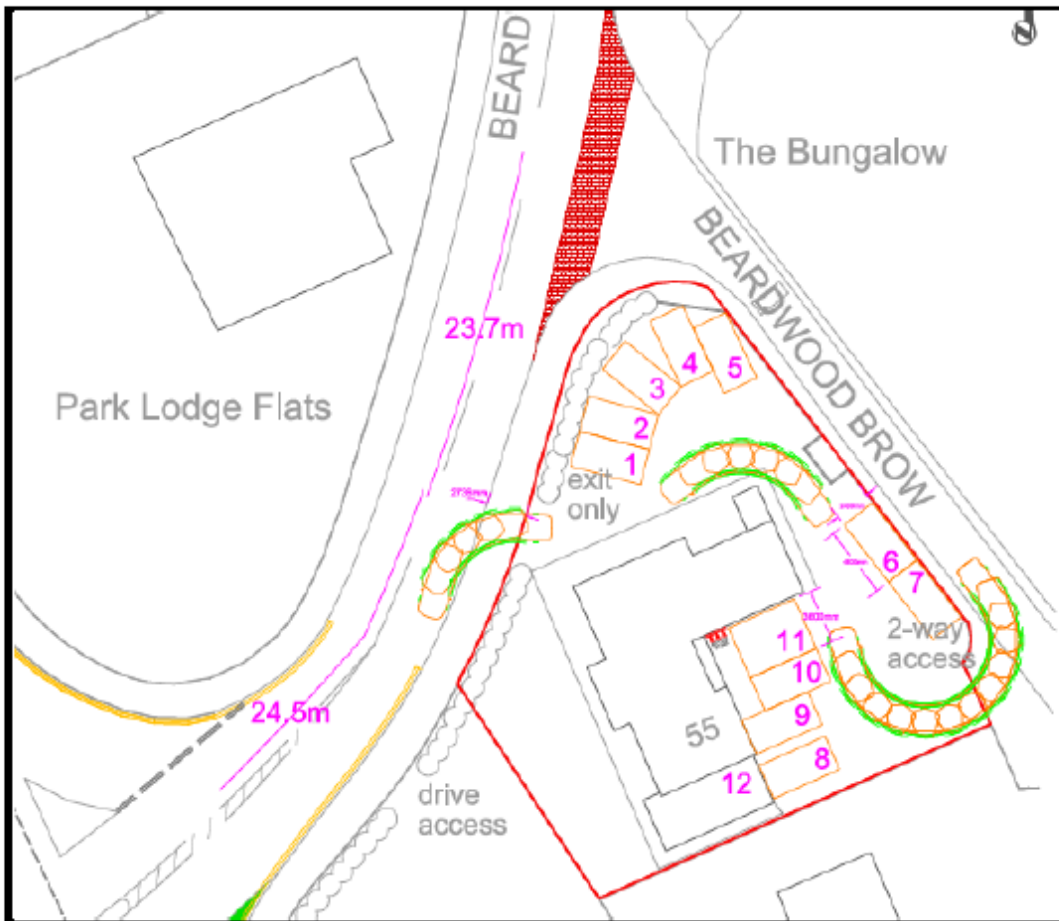 BEARD
The Bungalow
BEARDWOOD BROW
23.7m
Park Lodge Flats
4
5
3
2
1
exit
only
2735mm
6
7
2-way
access
11
10
9
8
12
55
24.5m
drive
access